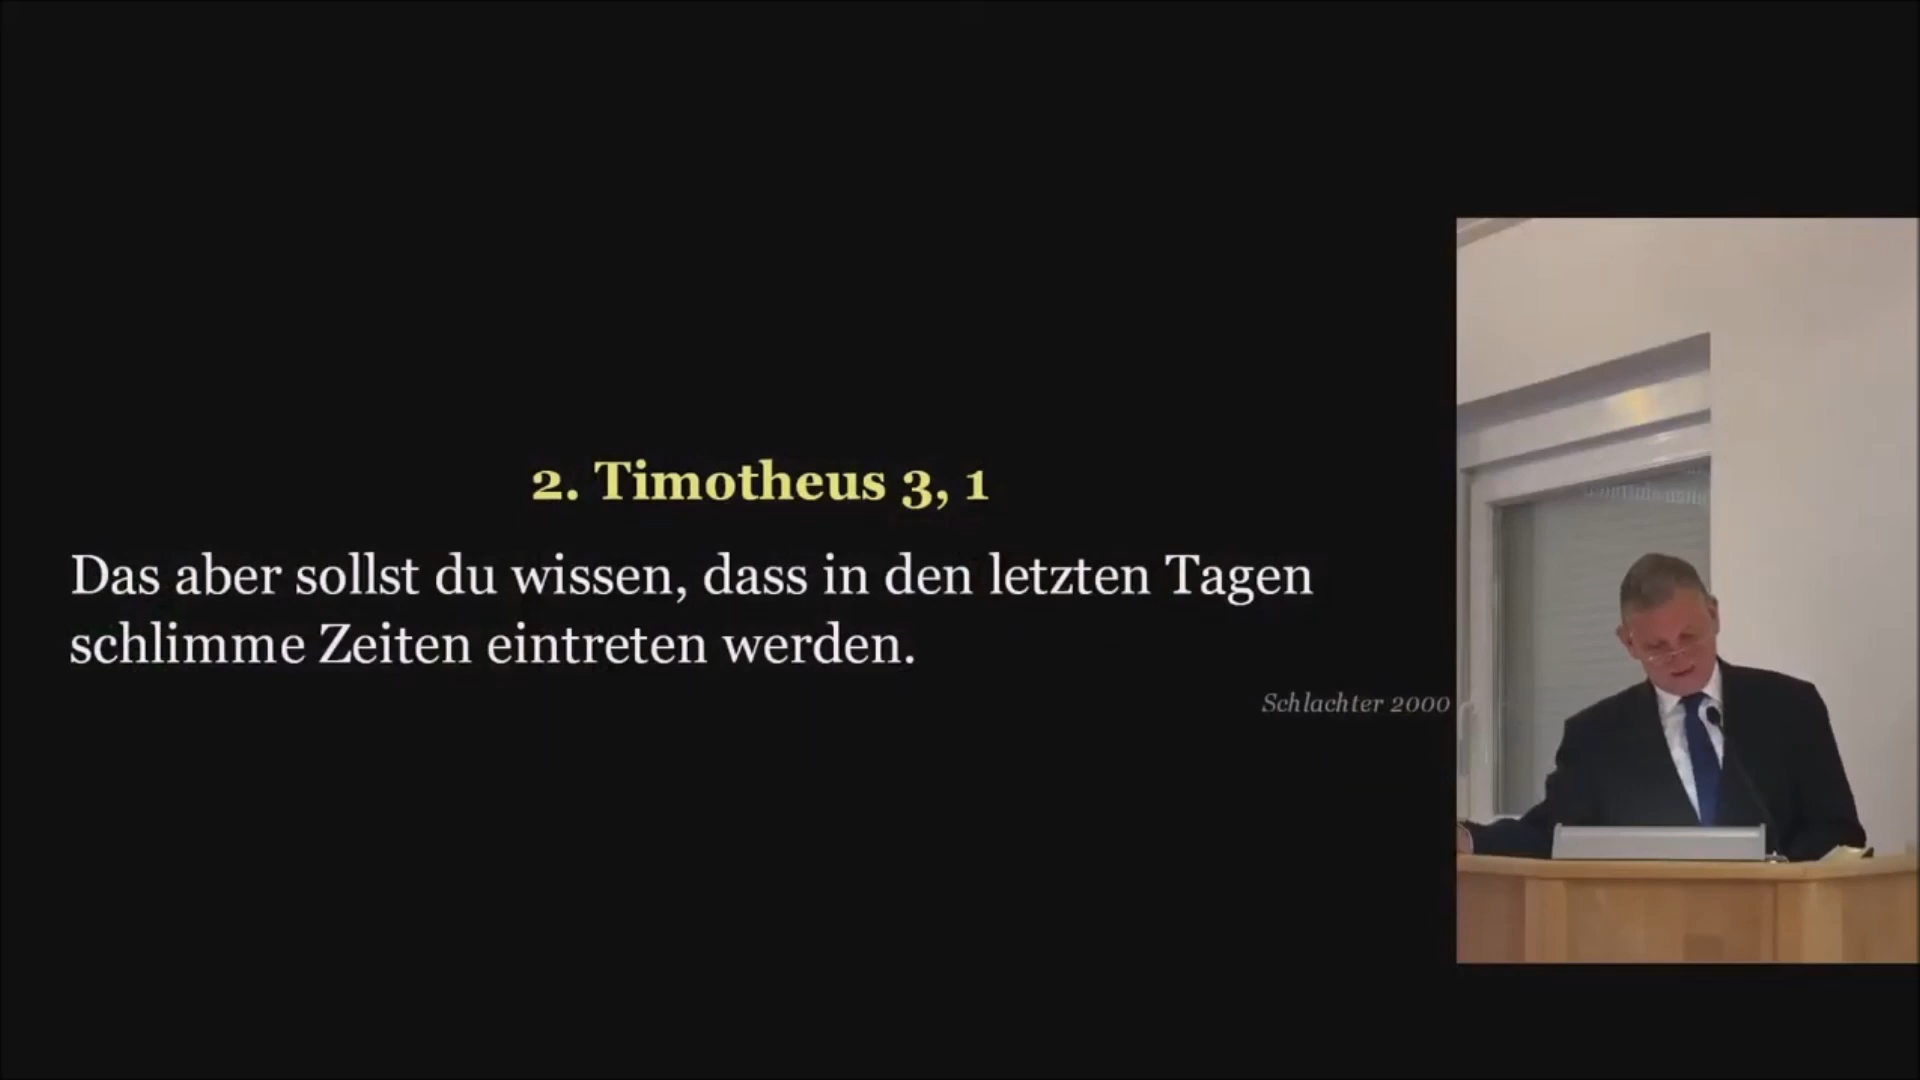 2. Timotheus 3, 1
Das aber sollst du wissen, dass in den letzten Tagen
schlimme Zeiten eintreten werden.
Schlachter 2000